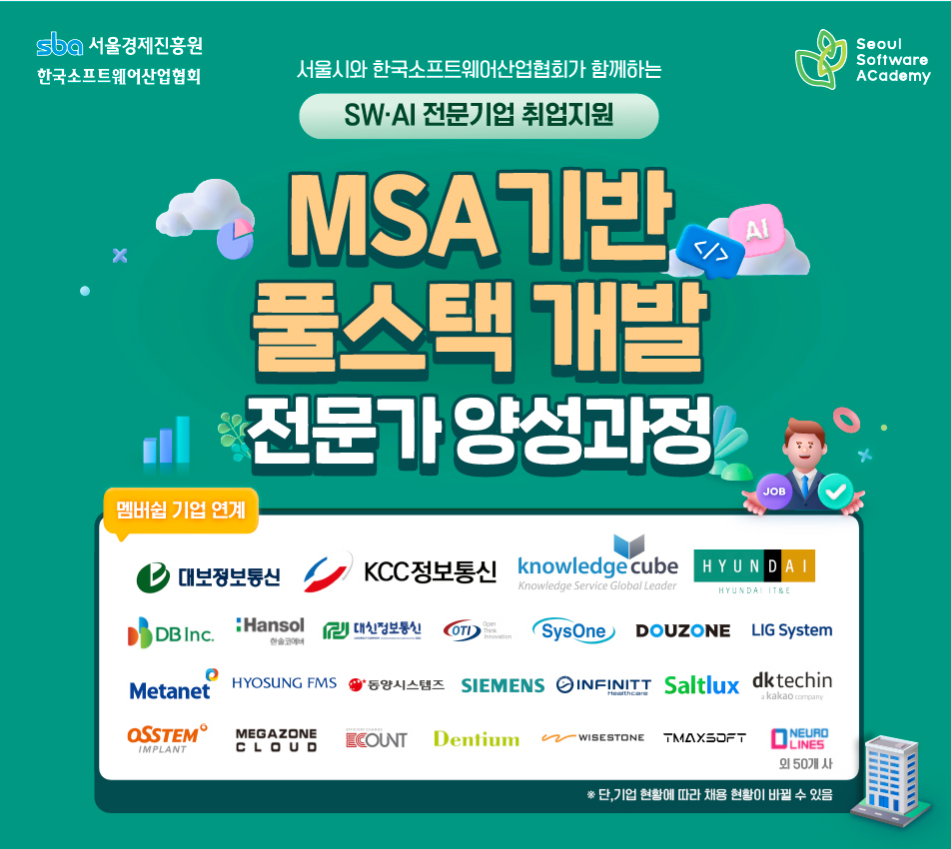 sba 서울경제진흥원
한국소프트웨어산업협회
Seoul
Software
ACademy
서울시와 한국소프트웨어산업협회가 함께하는
SW·AI 전문기업 취업지원
MSA 기반
</>
AI
풀스택 개발
전문가 양성과정
JOB
멤버쉽 기업 연계
대보정보통신 KCC정보통신 knowledge cube HYUNDAI
Knowledge Service Global Leader HYUNDAI IT&E
DB Inc. Hansol 대신정보통신 OTI Open Think Innovation SysOne DOUZONE LIG System
한솔코에버
Metanet HYOSUNG FMS 동양시스템즈 SIEMENS INFINITT Saltlux dktechin
Healthcare a kakao company
OSSTEM MEGAZONE ECOUNT Dentium WISESTONE TMAXSOFT NEURO
IMPLANT CLOUD LINES
외 50개 사
※ 단,기업 현황에 따라 채용 현황이 바뀔 수 있음